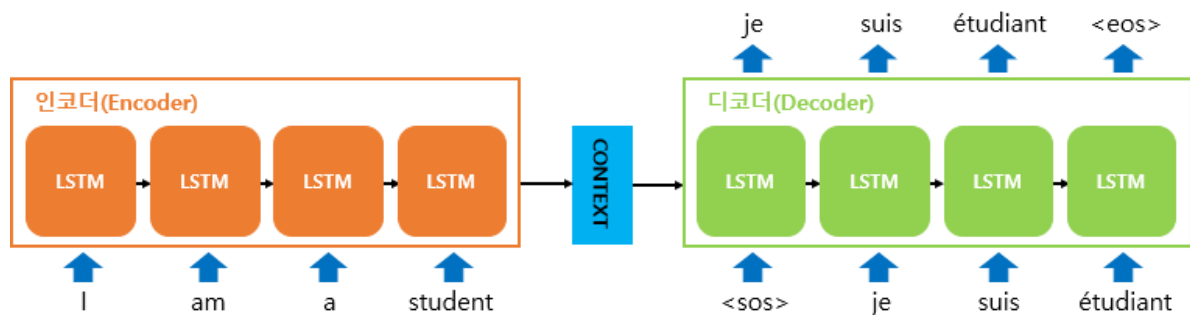 je suis étudiant <eos>
인코더(Encoder)
디코더(Decoder)
LSTM LSTM LSTM LSTM
CONTEXT
LSTM LSTM LSTM LSTM
I am a student
<sos> je suis étudiant